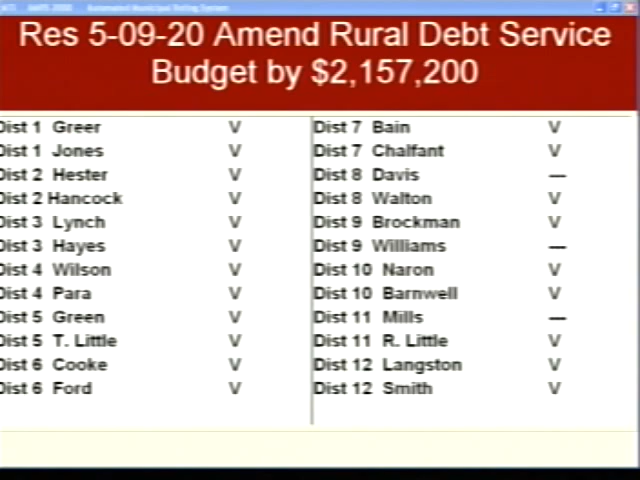 Automated Municipal Voting System
Res 5-09-20 Amend Rural Debt Service
Budget by $2,157,200
Dist 1 Greer V
Dist 1 Jones V
Dist 2 Hester V
Dist 2 Hancock V
Dist 3 Lynch V
Dist 3 Hayes V
Dist 4 Wilson V
Dist 4 Para V
Dist 5 Green V
Dist 5 T. Little V
Dist 6 Cooke V
Dist 6 Ford V
Dist 7 Bain V
Dist 7 Chalfant V
Dist 8 Davis —
Dist 8 Walton V
Dist 9 Brockman V
Dist 9 Williams —
Dist 10 Naron V
Dist 10 Barnwell V
Dist 11 Mills —
Dist 11 R. Little V
Dist 12 Langston V
Dist 12 Smith V